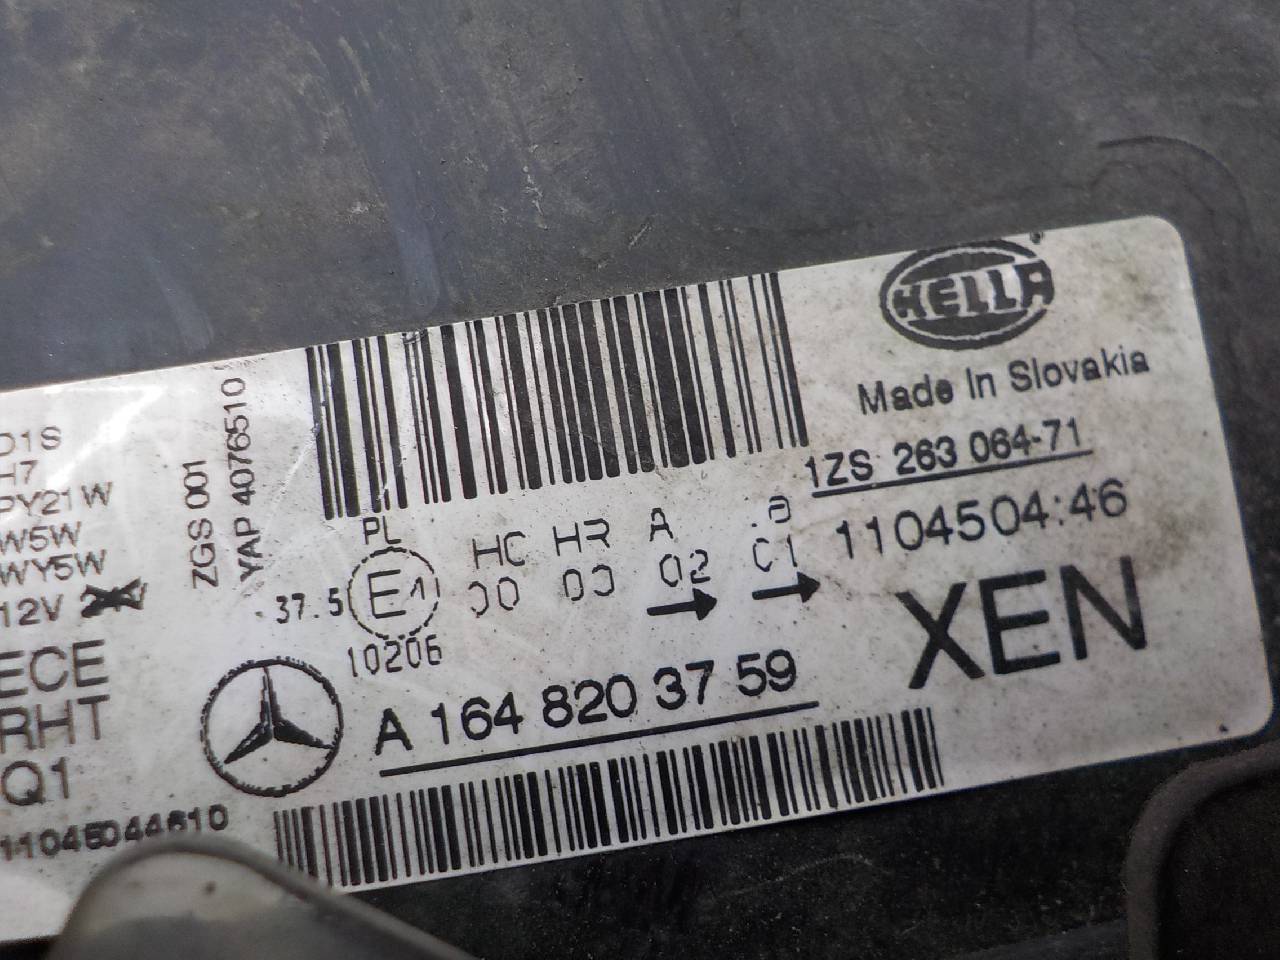 HELLA
Made In Slovakia
1ZS 263 064-71
1104504:46
XEN
D1S
H7
PY21W
W5W
WY5W
12V
ECE
RHT
Q1
11045044610
ZGS 001
YAP 4076510
PL
HC HR A
37.5 E1 00 00 02 01
10206
A 164 820 37 59